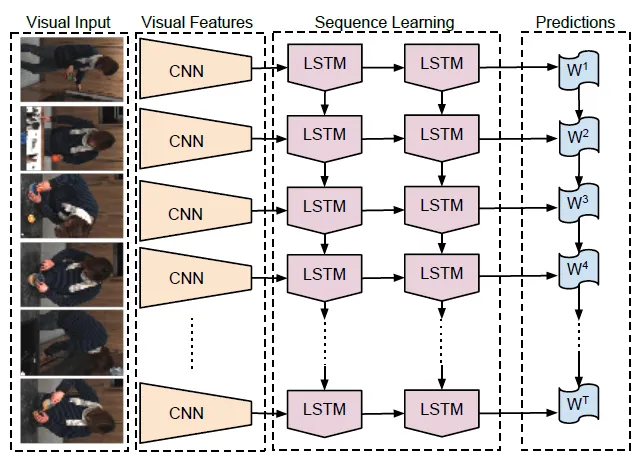 Visual Input Visual Features Sequence Learning Predictions
CNN LSTM LSTM W¹
CNN LSTM LSTM W²
CNN LSTM LSTM W³
CNN LSTM LSTM W⁴
CNN LSTM LSTM Wᵀ